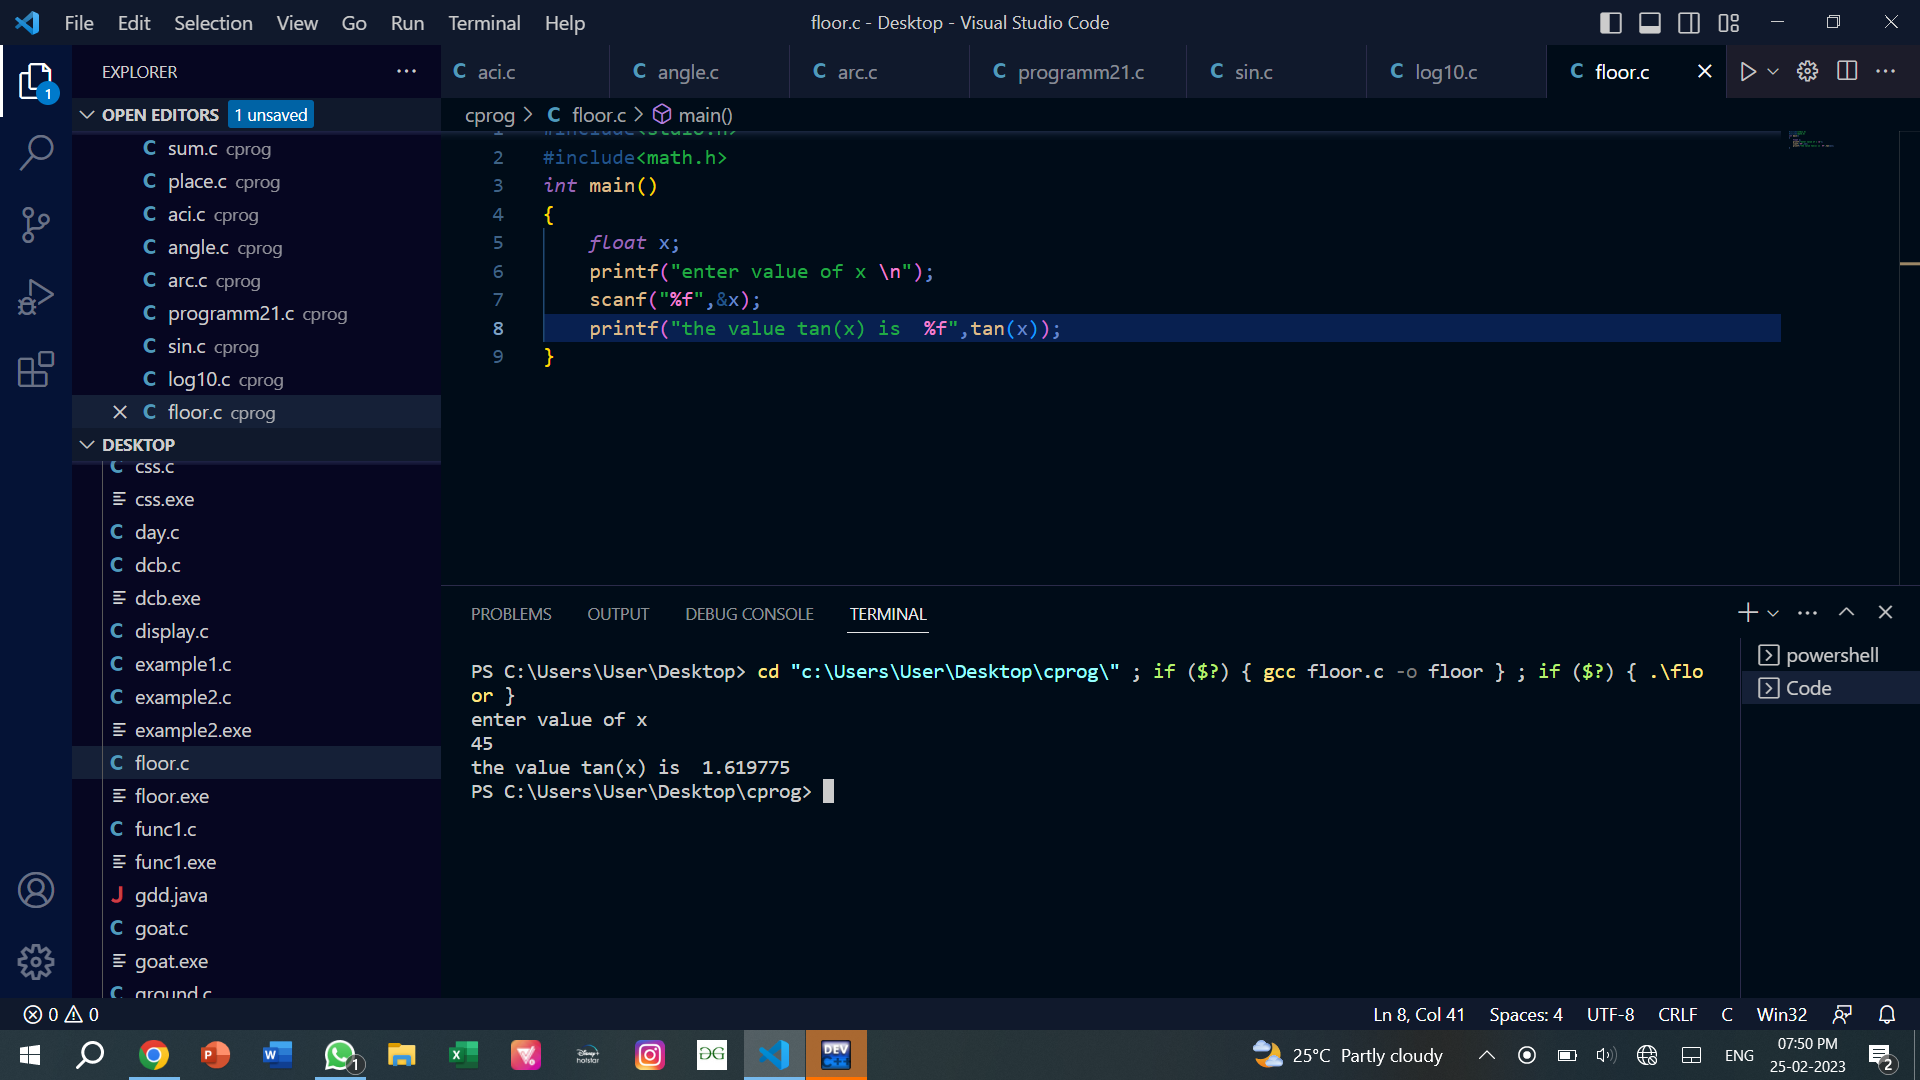 File Edit Selection View Go Run Terminal Help
floor.c - Desktop - Visual Studio Code
EXPLORER
1
OPEN EDITORS 1 unsaved
sum.c cprog
place.c cprog
aci.c cprog
angle.c cprog
arc.c cprog
programm21.c cprog
sin.c cprog
log10.c cprog
floor.c cprog
DESKTOP
css.c
css.exe
day.c
dcb.c
dcb.exe
display.c
example1.c
example2.c
example2.exe
floor.c
floor.exe
func1.c
func1.exe
J gdd.java
goat.c
goat.exe
ground.c
C aci.c C angle.c C arc.c C programm21.c C sin.c C log10.c C floor.c
cprog > C floor.c > main()
1 #include<stdio.h>
2 #include<math.h>
3 int main()
4 {
5 float x;
6 printf("enter value of x \n");
7 scanf("%f",&x);
8 printf("the value tan(x) is  %f",tan(x));
9 }
PROBLEMS OUTPUT DEBUG CONSOLE TERMINAL
PS C:\Users\User\Desktop> cd "c:\Users\User\Desktop\cprog\" ; if ($?) { gcc floor.c -o floor } ; if ($?) { .\flo
or }
enter value of x
45
the value tan(x) is  1.619775
PS C:\Users\User\Desktop\cprog>
powershell
Code
0 0
Ln 8, Col 41 Spaces: 4 UTF-8 CRLF C Win32
25°C Partly cloudy
ENG
07:50 PM
25-02-2023
2